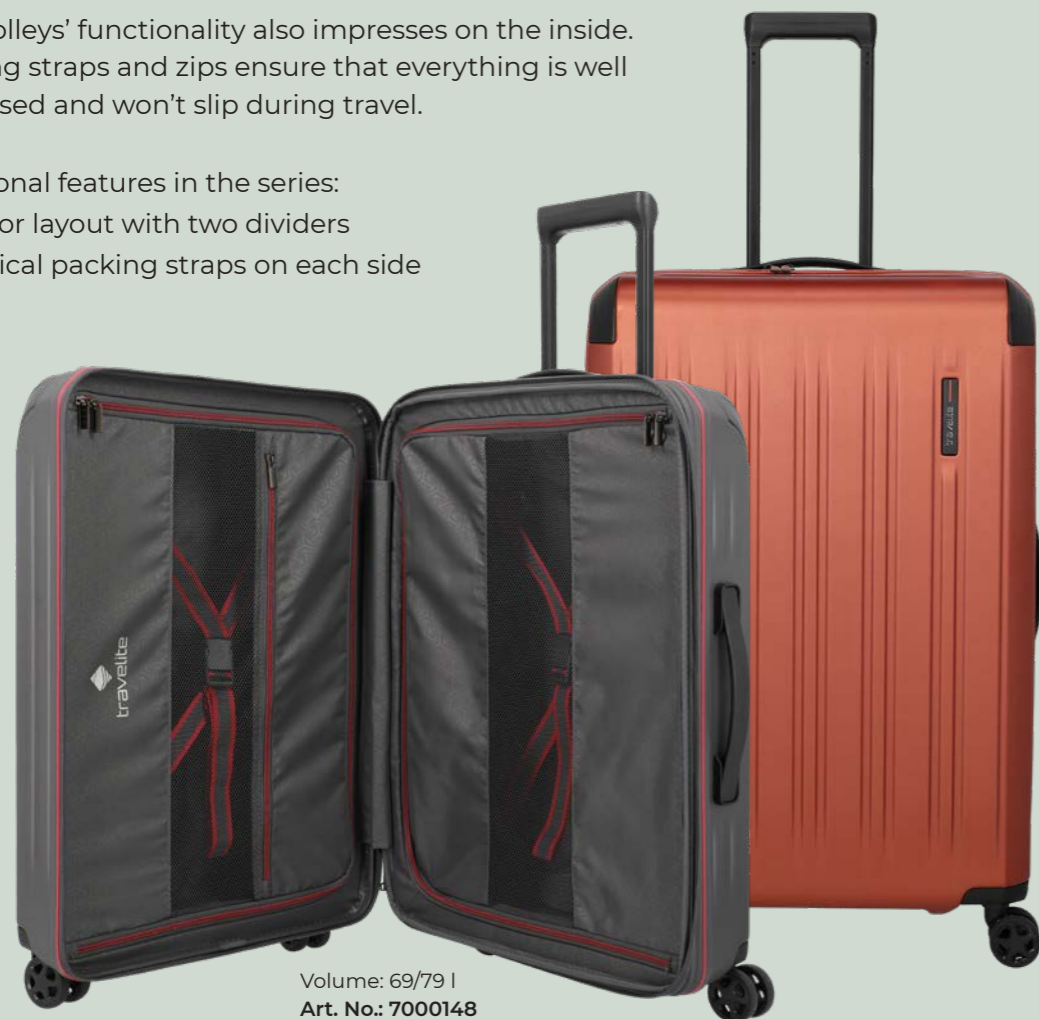 olleys’ functionality also impresses on the inside.
ng straps and zips ensure that everything is well
sed and won’t slip during travel.
onal features in the series:
or layout with two dividers
ical packing straps on each side
travelite
travelite
Volume: 69/79 l
Art. No.: 7000148